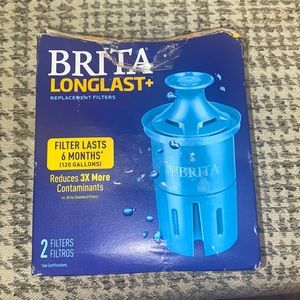 BRITA
LONGLAST+
REPLACEMENT FILTERS
FILTER LASTS
6 MONTHS*
(120 GALLONS)
Reduces 3X More
Contaminants
vs. Brita Standard Filters
BRITA
2 FILTERS
FILTROS
See Certifications